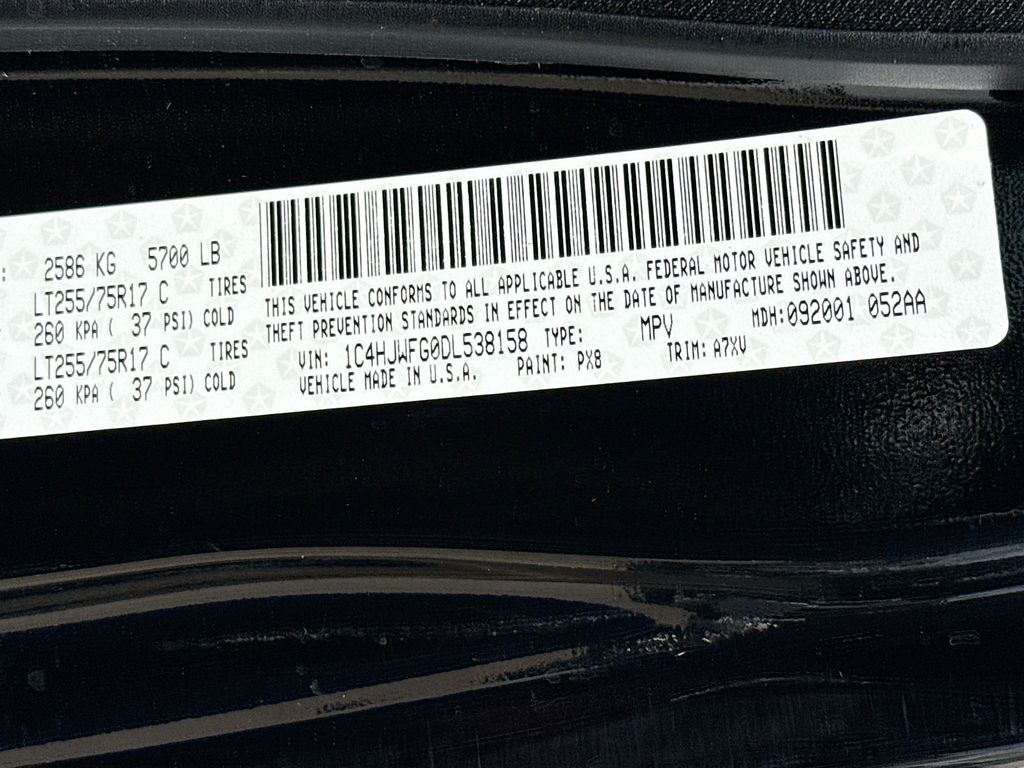 : 2586 KG 5700 LB
LT255/75R17 C TIRES
260 KPA ( 37 PSI) COLD
LT255/75R17 C TIRES
260 KPA ( 37 PSI) COLD
THIS VEHICLE CONFORMS TO ALL APPLICABLE U.S.A. FEDERAL MOTOR VEHICLE SAFETY AND
THEFT PREVENTION STANDARDS IN EFFECT ON THE DATE OF MANUFACTURE SHOWN ABOVE.
VIN: 1C4HJWFG0DL538158 TYPE: MPV MDH:092001 052AA
VEHICLE MADE IN U.S.A. PAINT: PX8 TRIM: A7XV